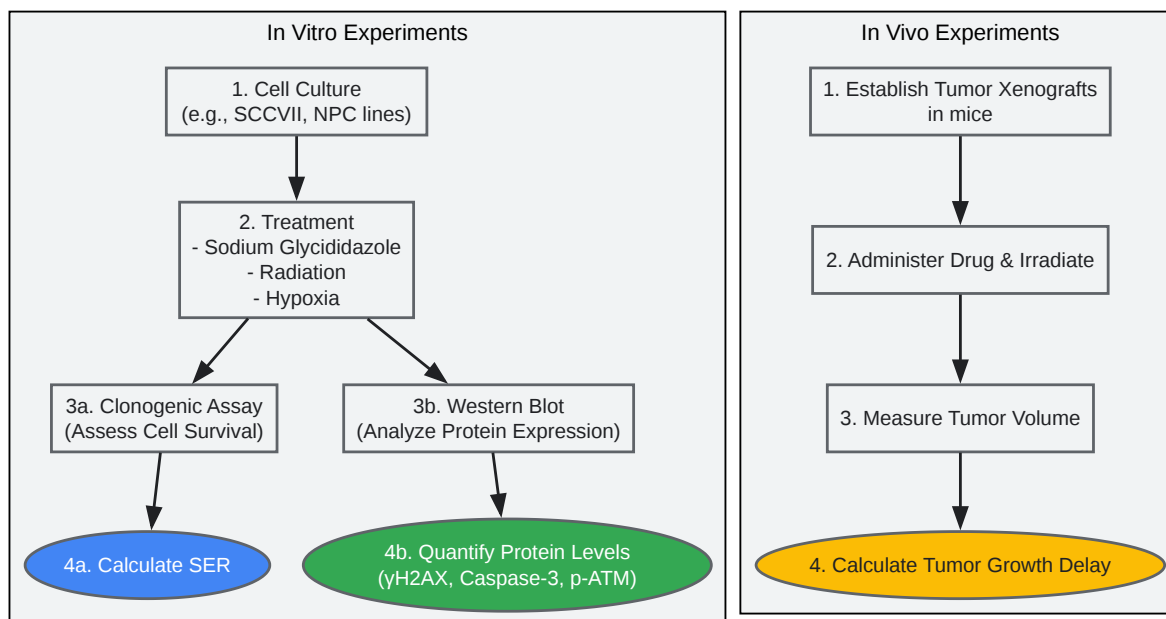 In Vitro Experiments
1. Cell Culture
(e.g., SCCVII, NPC lines)
2. Treatment
- Sodium Glycididazole
- Radiation
- Hypoxia
3a. Clonogenic Assay
(Assess Cell Survival)
3b. Western Blot
(Analyze Protein Expression)
4a. Calculate SER
4b. Quantify Protein Levels
(γH2AX, Caspase-3, p-ATM)
In Vivo Experiments
1. Establish Tumor Xenografts
in mice
2. Administer Drug & Irradiate
3. Measure Tumor Volume
4. Calculate Tumor Growth Delay